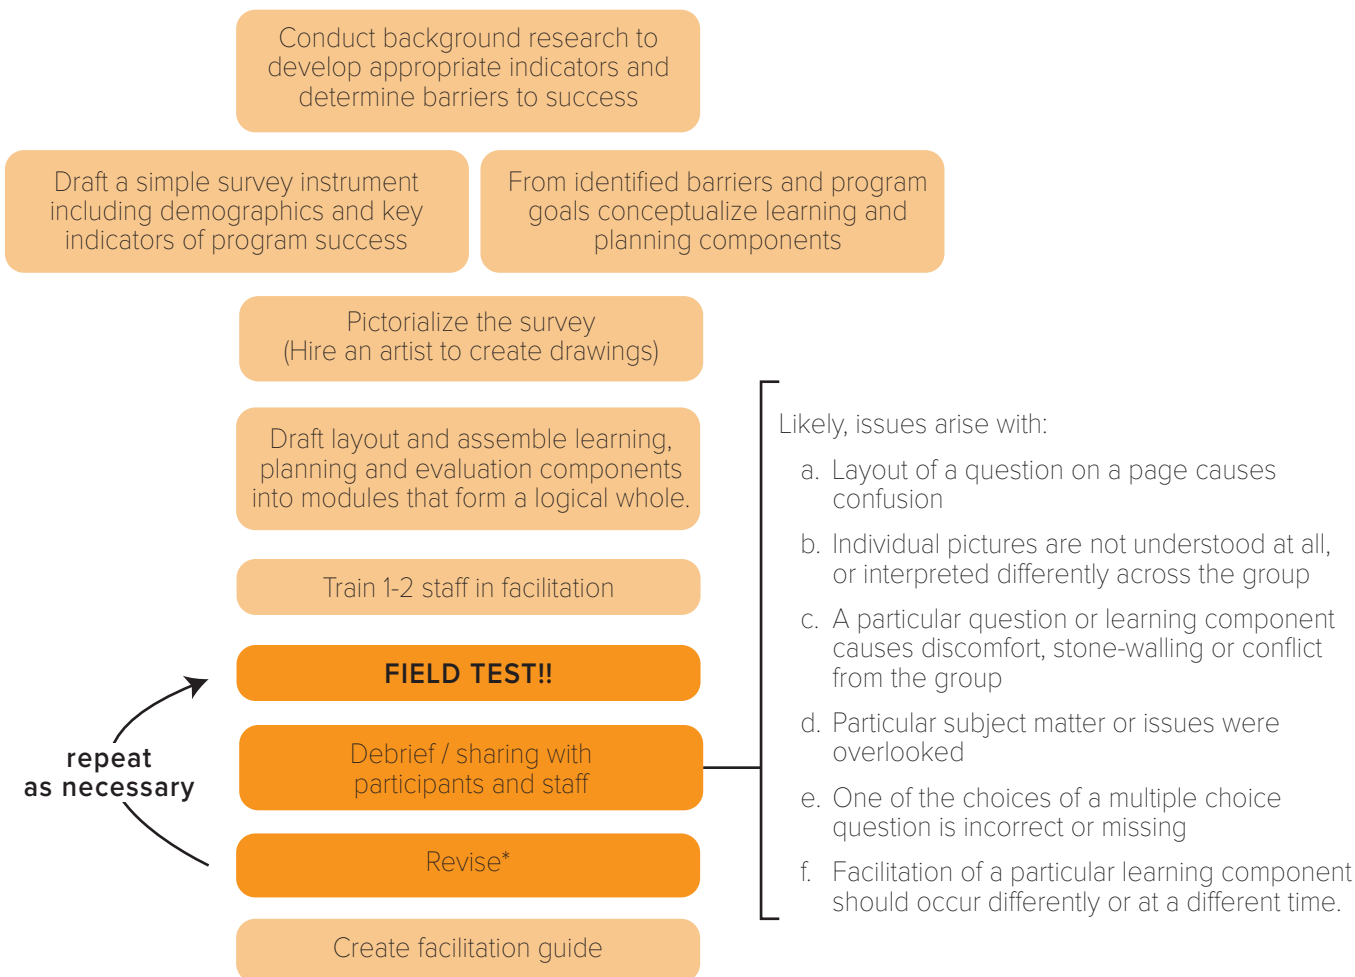 Conduct background research to
develop appropriate indicators and
determine barriers to success
Draft a simple survey instrument
including demographics and key
indicators of program success
From identified barriers and program
goals conceptualize learning and
planning components
Pictorialize the survey
(Hire an artist to create drawings)
Draft layout and assemble learning,
planning and evaluation components
into modules that form a logical whole.
Train 1-2 staff in facilitation
FIELD TEST!!
Debrief / sharing with
participants and staff
repeat
as necessary
Revise*
Create facilitation guide
Likely, issues arise with:
a. Layout of a question on a page causes
confusion
b. Individual pictures are not understood at all,
or interpreted differently across the group
c. A particular question or learning component
causes discomfort, stone-walling or conflict
from the group
d. Particular subject matter or issues were
overlooked
e. One of the choices of a multiple choice
question is incorrect or missing
f. Facilitation of a particular learning component
should occur differently or at a different time.